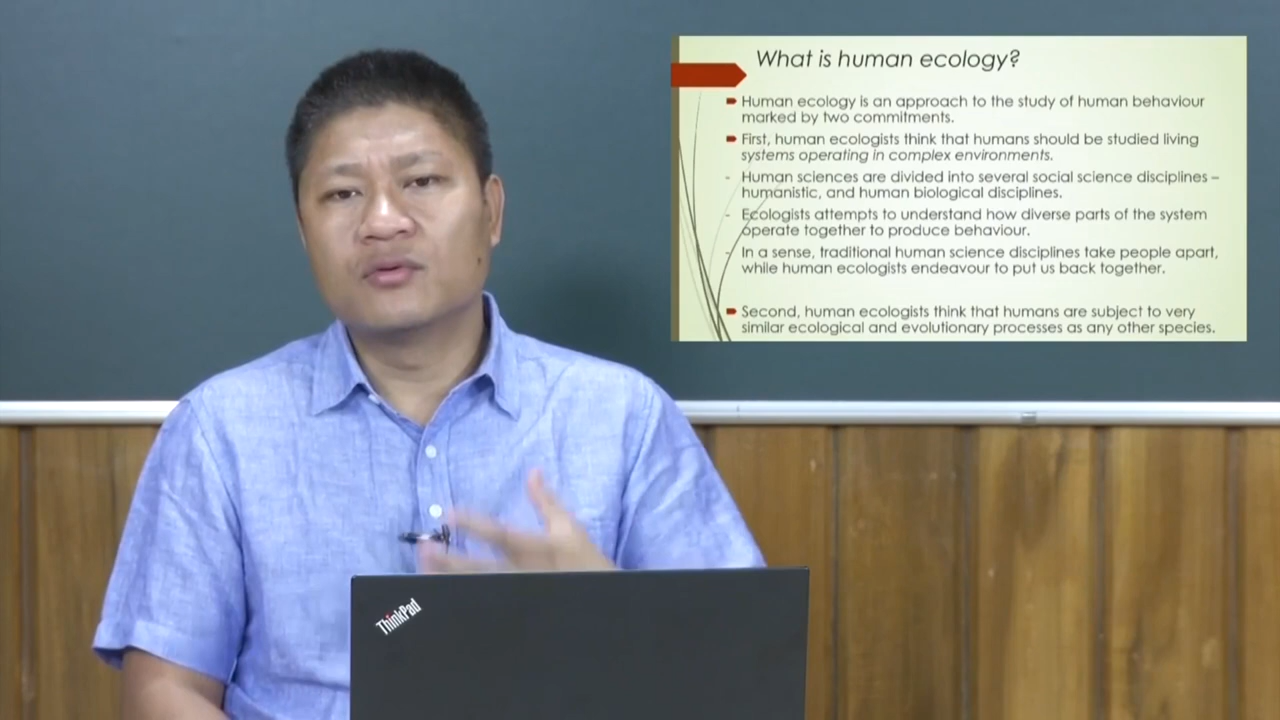 What is human ecology?
Human ecology is an approach to the study of human behaviour
marked by two commitments.
First, human ecologists think that humans should be studied living
systems operating in complex environments.
- Human sciences are divided into several social science disciplines –
humanistic, and human biological disciplines.
- Ecologists attempts to understand how diverse parts of the system
operate together to produce behaviour.
- In a sense, traditional human science disciplines take people apart,
while human ecologists endeavour to put us back together.
Second, human ecologists think that humans are subject to very
similar ecological and evolutionary processes as any other species.
ThinkPad